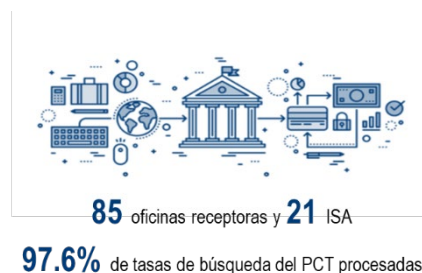 85 oficinas receptoras y 21 ISA
97.6% de tasas de búsqueda del PCT procesadas